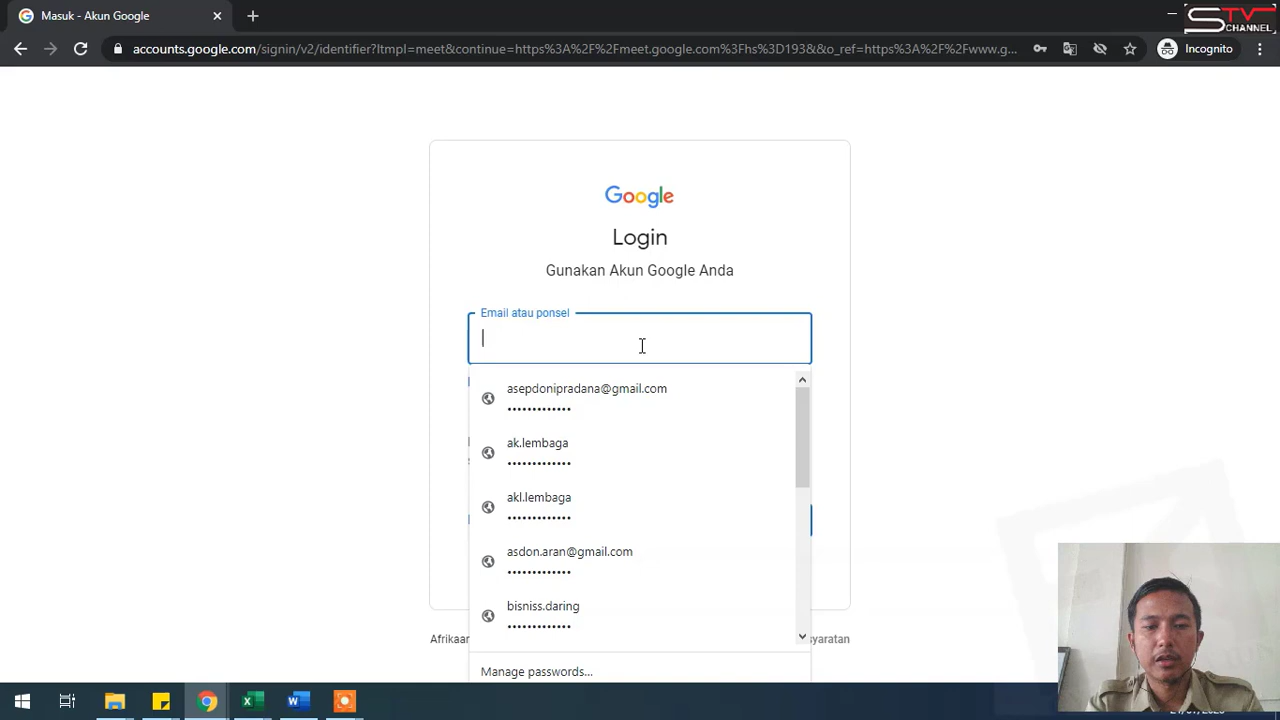 Masuk - Akun Google
STV
CHANNEL
accounts.google.com/signin/v2/identifier?ltmpl=meet&continue=https%3A%2F%2Fmeet.google.com%3Fhs%3D193&&o_ref=https%3A%2F%2Fwww.g...
Incognito
Google
Login
Gunakan Akun Google Anda
Email atau ponsel
asepdonipradana@gmail.com
•••••••••••••
ak.lembaga
•••••••••••••
akl.lembaga
•••••••••••••
asdon.aran@gmail.com
•••••••••••••
bisniss.daring
•••••••••••••
Afrikaan
syaratan
Manage passwords...